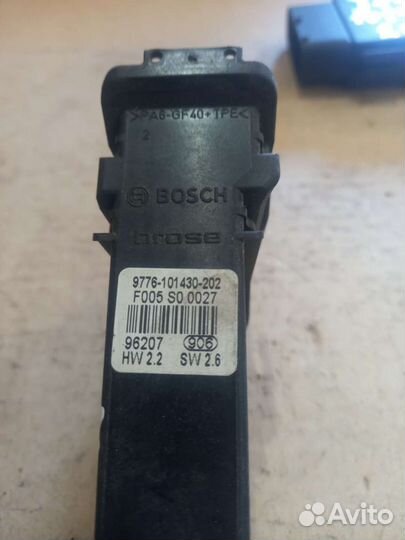 >PA6-GF40+TPE<
2
BOSCH
brose
9776-101430-202
F005 S0 0027
96207 906
HW 2.2 SW 2.6
Avito